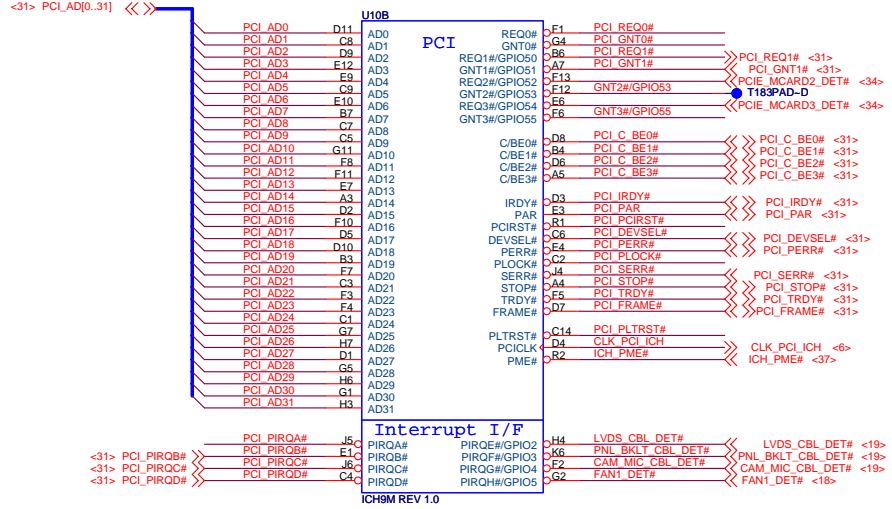 <31> PCI_AD[0..31]
U10B
PCI
PCI_AD0 D11 AD0 REQ0# F1 PCI_REQ0#
PCI_AD1 C8 AD1 GNT0# G4 PCI_GNT0#
PCI_AD2 D9 AD2 REQ1#/GPIO50 B6 PCI_REQ1# PCI_REQ1# <31>
PCI_AD3 E12 AD3 GNT1#/GPIO51 A7 PCI_GNT1# PCI_GNT1# <31>
PCI_AD4 E9 AD4 REQ2#/GPIO52 F13 PCIE_MCARD2_DET# <34>
PCI_AD5 C9 AD5 GNT2#/GPIO53 F12 GNT2#/GPIO53 T183PAD~D
PCI_AD6 E10 AD6 REQ3#/GPIO54 E6 PCIE_MCARD3_DET# <34>
PCI_AD7 B7 AD7 GNT3#/GPIO55 F6 GNT3#/GPIO55
PCI_AD8 C7 AD8
PCI_AD9 C5 AD9 C/BE0# D8 PCI_C_BE0# PCI_C_BE0# <31>
PCI_AD10 G11 AD10 C/BE1# B4 PCI_C_BE1# PCI_C_BE1# <31>
PCI_AD11 F8 AD11 C/BE2# D6 PCI_C_BE2# PCI_C_BE2# <31>
PCI_AD12 F11 AD12 C/BE3# A5 PCI_C_BE3# PCI_C_BE3# <31>
PCI_AD13 E7 AD13
PCI_AD14 A3 AD14 IRDY# D3 PCI_IRDY# PCI_IRDY# <31>
PCI_AD15 D2 AD15 PAR E3 PCI_PAR PCI_PAR <31>
PCI_AD16 F10 AD16 PCIRST# R1 PCI_PCIRST#
PCI_AD17 D5 AD17 DEVSEL# C6 PCI_DEVSEL# PCI_DEVSEL# <31>
PCI_AD18 D10 AD18 PERR# E4 PCI_PERR# PCI_PERR# <31>
PCI_AD19 B3 AD19 PLOCK# C2 PCI_PLOCK#
PCI_AD20 F7 AD20 SERR# J4 PCI_SERR# PCI_SERR# <31>
PCI_AD21 C3 AD21 STOP# A4 PCI_STOP# PCI_STOP# <31>
PCI_AD22 F3 AD22 TRDY# F5 PCI_TRDY# PCI_TRDY# <31>
PCI_AD23 F4 AD23 FRAME# D7 PCI_FRAME# PCI_FRAME# <31>
PCI_AD24 C1 AD24
PCI_AD25 G7 AD25 PLTRST# C14 PCI_PLTRST#
PCI_AD26 H7 AD26 PCICLK D4 CLK_PCI_ICH CLK_PCI_ICH <6>
PCI_AD27 D1 AD27 PME# R2 ICH_PME# ICH_PME# <37>
PCI_AD28 G5 AD28
PCI_AD29 H6 AD29
PCI_AD30 G1 AD30
PCI_AD31 H3 AD31
Interrupt I/F
PCI_PIRQA# J5 PIRQA# PIRQE#/GPIO2 H4 LVDS_CBL_DET# LVDS_CBL_DET# <19>
<31> PCI_PIRQB# PCI_PIRQB# E1 PIRQB# PIRQF#/GPIO3 K6 PNL_BKLT_CBL_DET# PNL_BKLT_CBL_DET# <19>
<31> PCI_PIRQC# PCI_PIRQC# J6 PIRQC# PIRQG#/GPIO4 F2 CAM_MIC_CBL_DET# CAM_MIC_CBL_DET# <19>
<31> PCI_PIRQD# PCI_PIRQD# C4 PIRQD# PIRQH#/GPIO5 G2 FAN1_DET# FAN1_DET# <18>
ICH9M REV 1.0